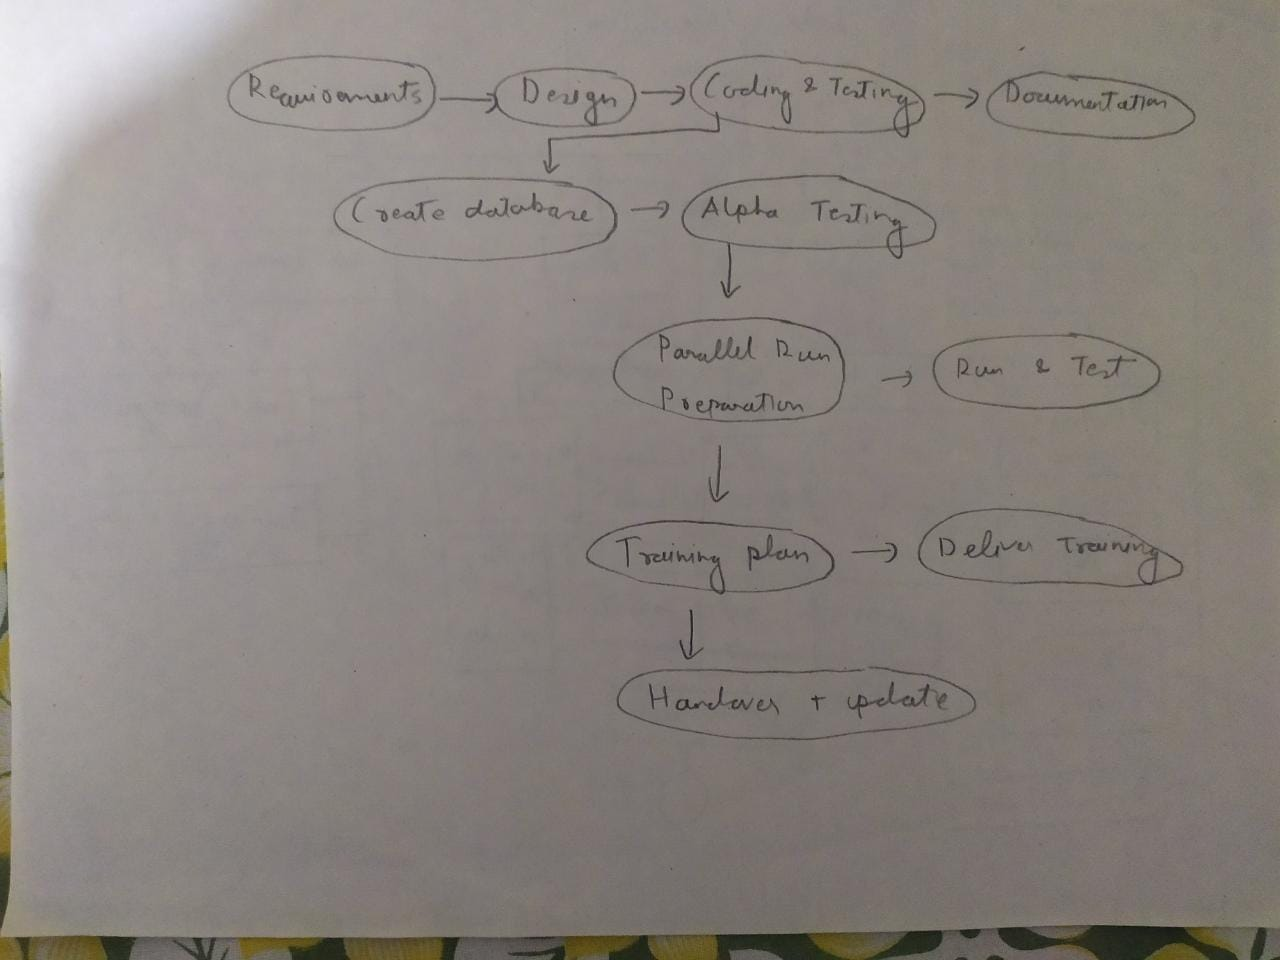 Requirements
Design
Coding & Testing
Documentation
Create database
Alpha Testing
Parallel Run
Preparation
Run & Test
Training plan
Deliver Training
Handover + update